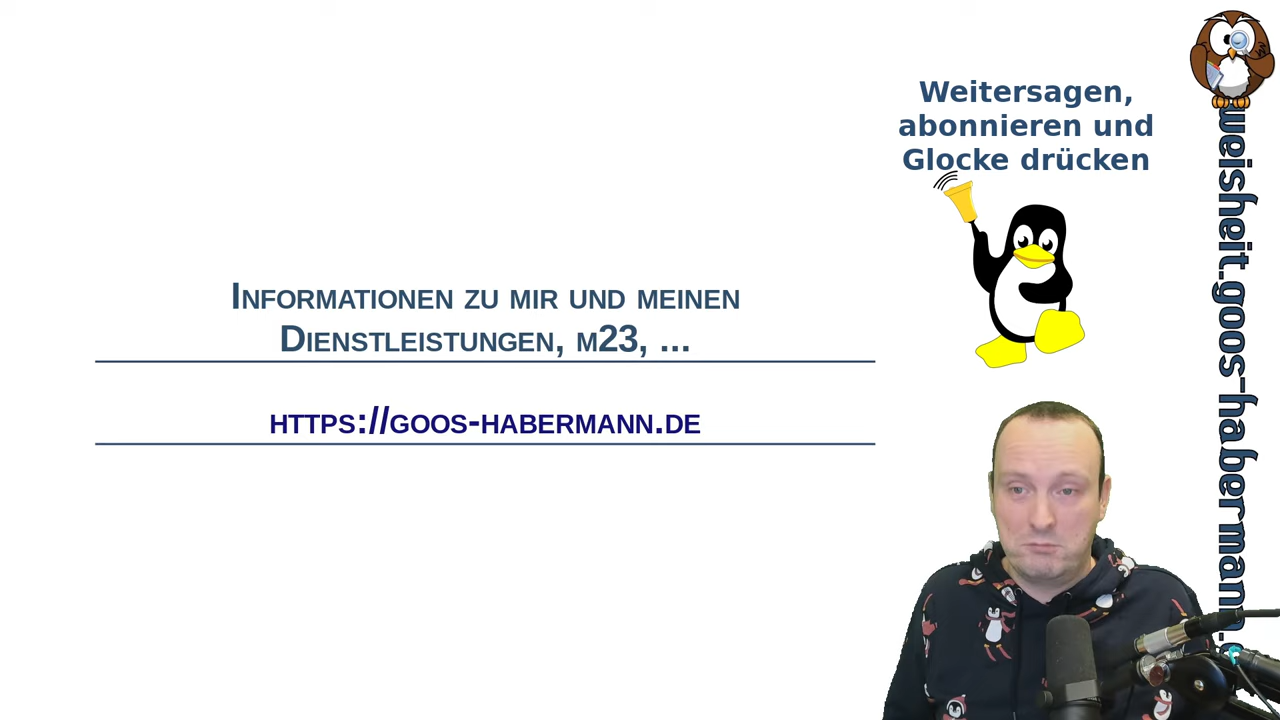 Weitersagen,
abonnieren und
Glocke drücken
Informationen zu mir und meinen
Dienstleistungen, m23, ...
https://goos-habermann.de
weisheit.goos-habermann.